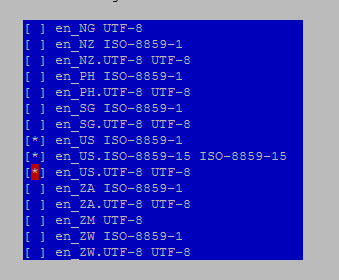 [ ] en_NG UTF-8
[ ] en_NZ ISO-8859-1
[ ] en_NZ.UTF-8 UTF-8
[ ] en_PH ISO-8859-1
[ ] en_PH.UTF-8 UTF-8
[ ] en_SG ISO-8859-1
[ ] en_SG.UTF-8 UTF-8
[*] en_US ISO-8859-1
[*] en_US.ISO-8859-15 ISO-8859-15
[*] en_US.UTF-8 UTF-8
[ ] en_ZA ISO-8859-1
[ ] en_ZA.UTF-8 UTF-8
[ ] en_ZM UTF-8
[ ] en_ZW ISO-8859-1
[ ] en_ZW.UTF-8 UTF-8